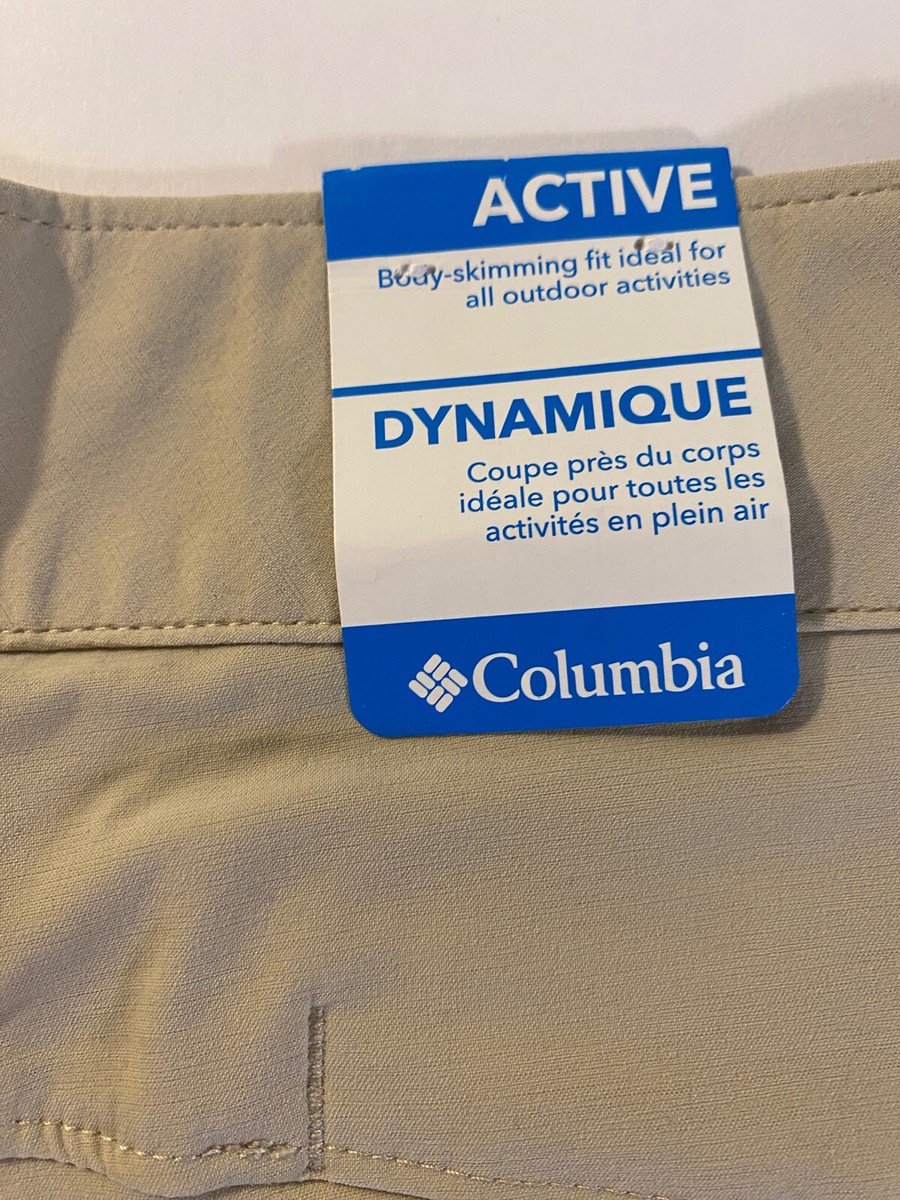 ACTIVE
Body-skimming fit ideal for
all outdoor activities
DYNAMIQUE
Coupe près du corps
idéale pour toutes les
activités en plein air
Columbia